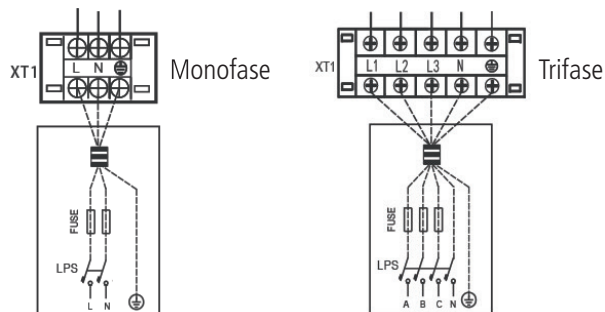 XT1
L N
Monofase
FUSE
LPS
L N
XT1
L1 L2 L3 N
Trifase
FUSE
LPS
A B C N